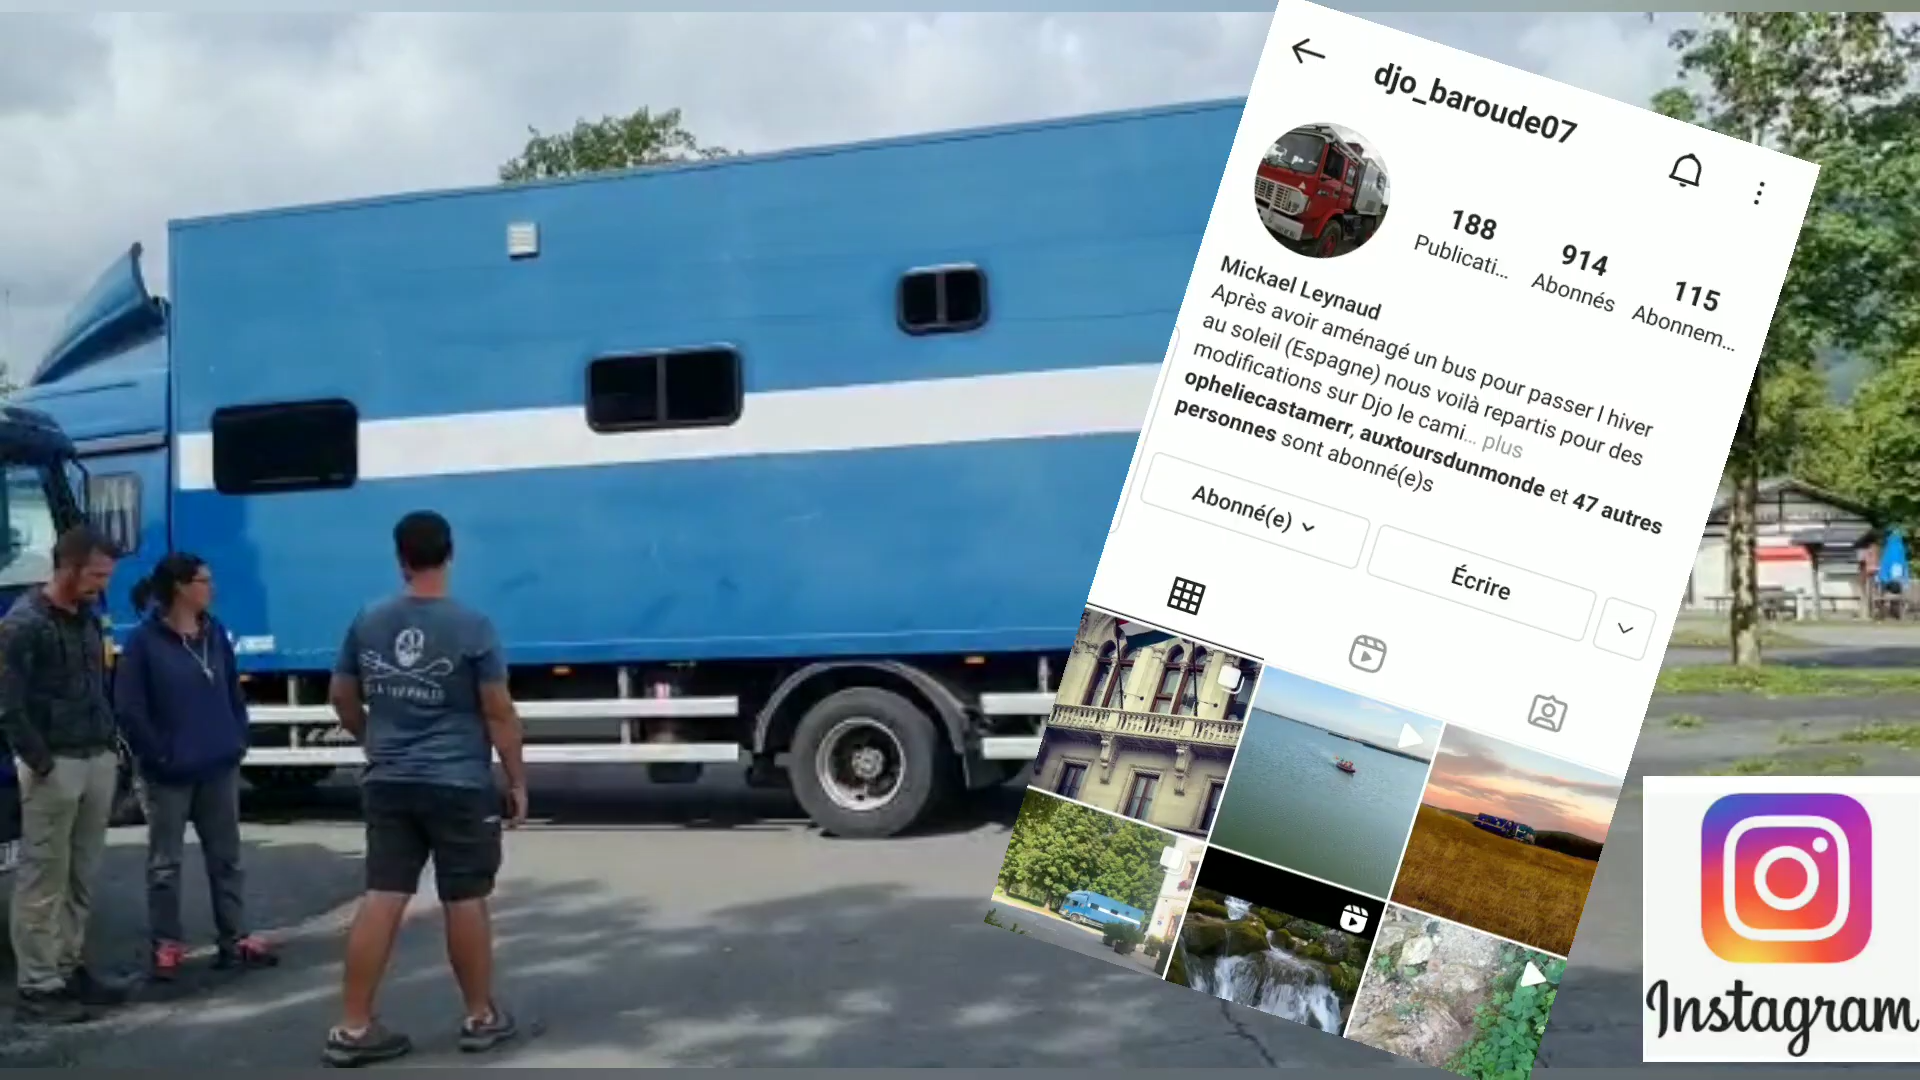 djo_baroude07
188
Publicati...
914
Abonnés
115
Abonnem...
Mickael Leynaud
Après avoir aménagé un bus pour passer l hiver
au soleil (Espagne) nous voilà repartis pour des
modifications sur Djo le cami... plus
opheliecastamerr, auxtoursdunmonde et 47 autres
personnes sont abonné(e)s
Abonné(e)
Écrire
Instagram